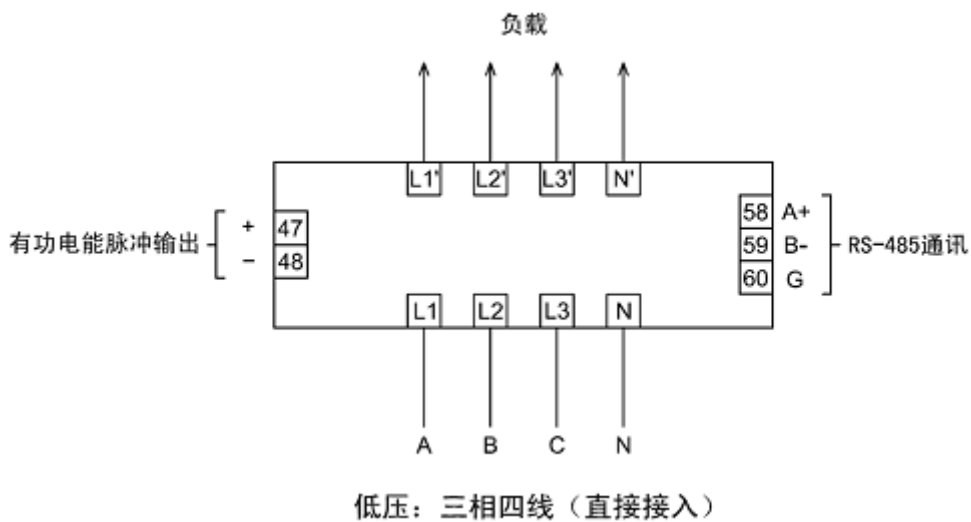 负载
L1' L2' L3' N'
有功电能脉冲输出
+ 47
- 48
58 A+
59 B-
60 G
RS-485通讯
L1 L2 L3 N
A B C N
低压：三相四线（直接接入）